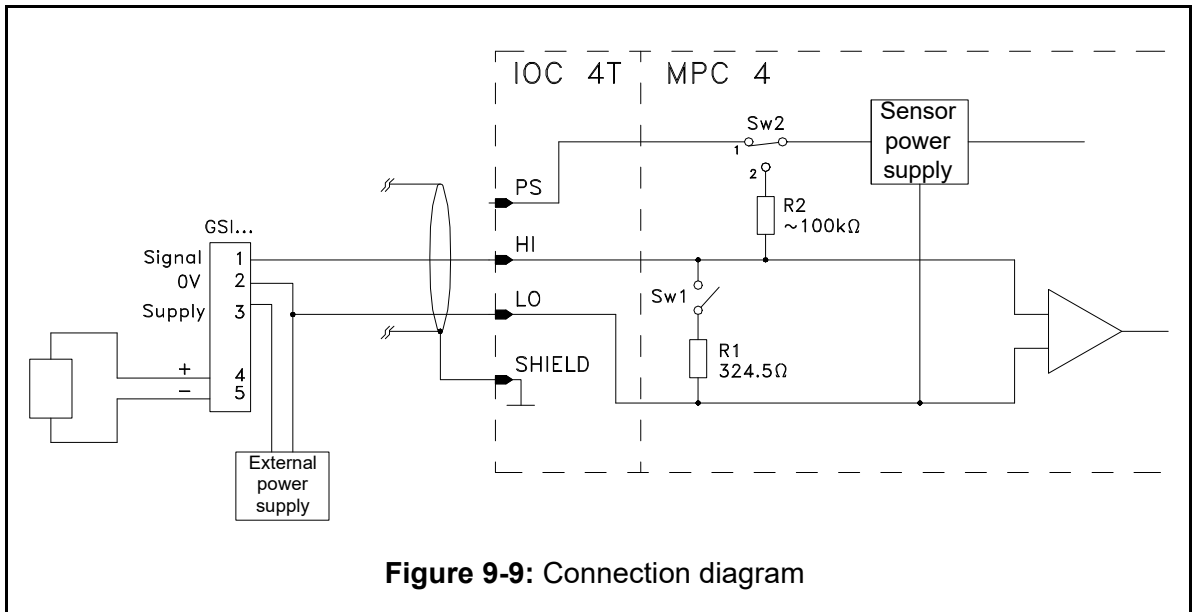 IOC 4T
MPC 4
Sw2
Sensor
power
supply
1
2
PS
R2
~100kΩ
GSI...
HI
Signal 1
0V 2
Supply 3
LO
Sw1
R1
324.5Ω
SHIELD
+ 4
− 5
External
power
supply
Figure 9-9: Connection diagram